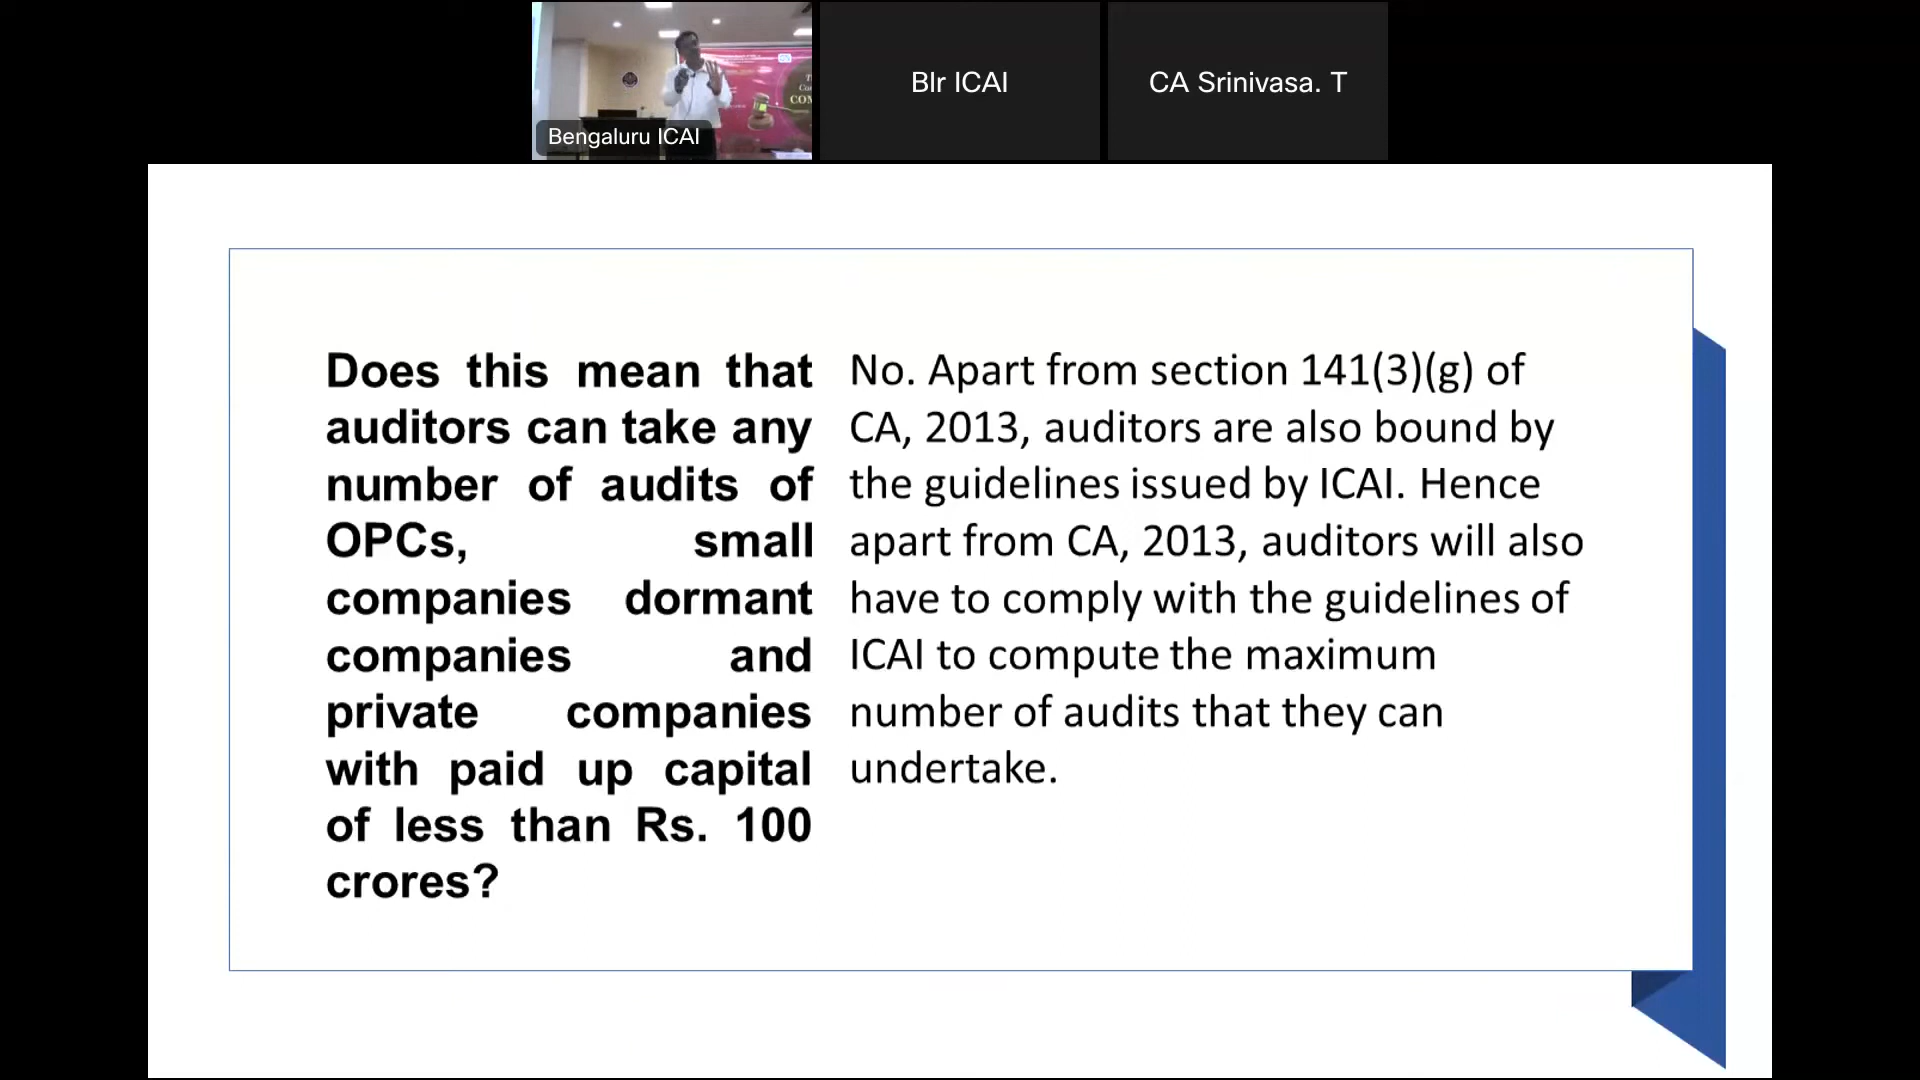 Bengaluru ICAI
Blr ICAI
CA Srinivasa. T
Does this mean that
auditors can take any
number of audits of
OPCs, small
companies dormant
companies and
private companies
with paid up capital
of less than Rs. 100
crores?
No. Apart from section 141(3)(g) of
CA, 2013, auditors are also bound by
the guidelines issued by ICAI. Hence
apart from CA, 2013, auditors will also
have to comply with the guidelines of
ICAI to compute the maximum
number of audits that they can
undertake.